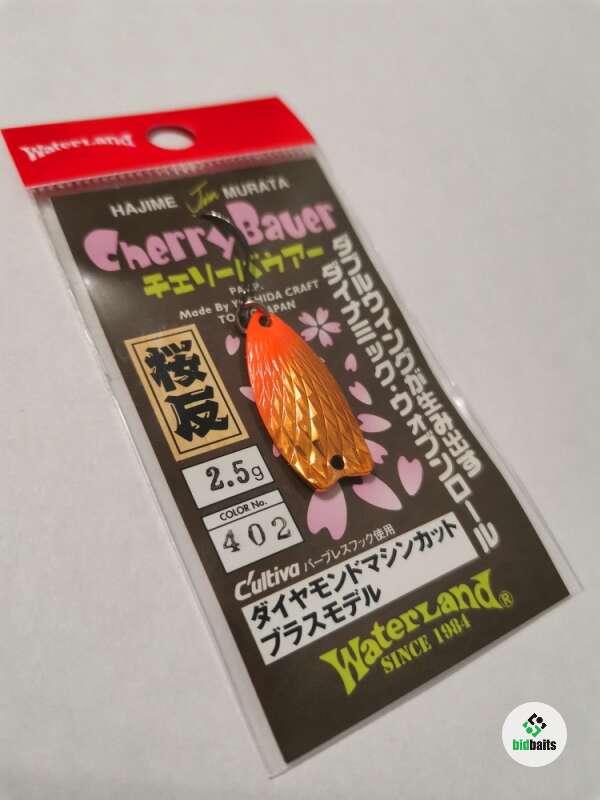 WaterLand
HAJIME Jim MURATA
Cherry Bauer
チェリーバウアー
PAT.P.
Made By YOSHIDA CRAFT
TOKYO JAPAN
ダブルウイングが生み出す
ダイナミック・ウォブンロール
桜反
2.5g
COLOR No.
402
C'ultiva バーブレスフック使用
ダイヤモンドマシンカット
ブラスモデル
WaterLand®
SINCE 1984
bidbaits